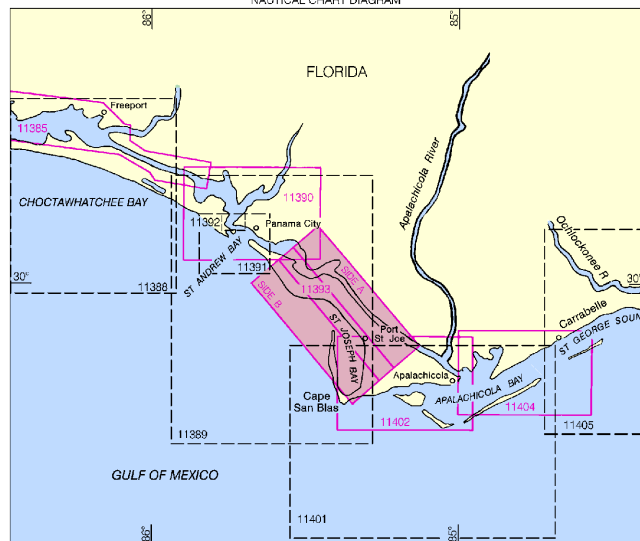 NAUTICAL CHART DIAGRAM
86°
85°
FLORIDA
Freeport
11385
Apalachicola River
CHOCTAWHATCHEE BAY
11390
11392
Panama City
Ochlockonee R
ST ANDREW BAY
11391
SIDE A
30°
30°
11388
11393
SIDE B
Carrabelle
ST GEORGE SOUN
Port
St Joe
ST. JOSEPH BAY
Apalachicola
APALACHICOLA BAY
Cape
San Blas
11404
11402
11405
11389
GULF OF MEXICO
11401
86°
85°